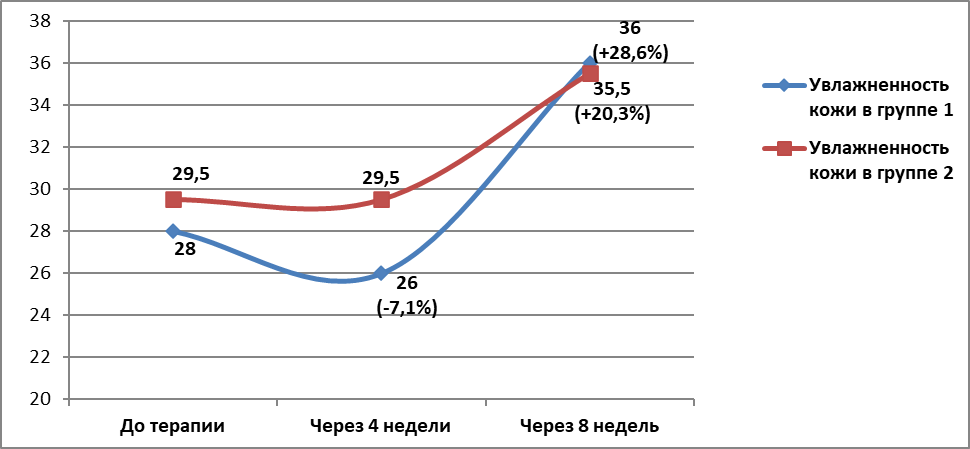 38
36
34
32
30
28
26
24
22
20
36
(+28,6%)
35,5
(+20,3%)
29,5
29,5
28
26
(-7,1%)
До терапии
Через 4 недели
Через 8 недель
Увлажненность
кожи в группе 1
Увлажненность
кожи в группе 2